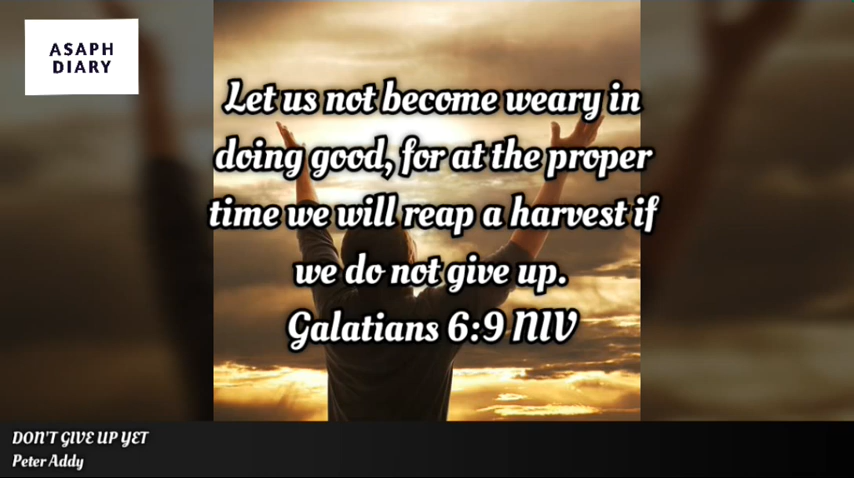 ASAPH
DIARY
Let us not become weary in
doing good, for at the proper
time we will reap a harvest if
we do not give up.
Galatians 6:9 NIV
DON'T GIVE UP YET
Peter Addy